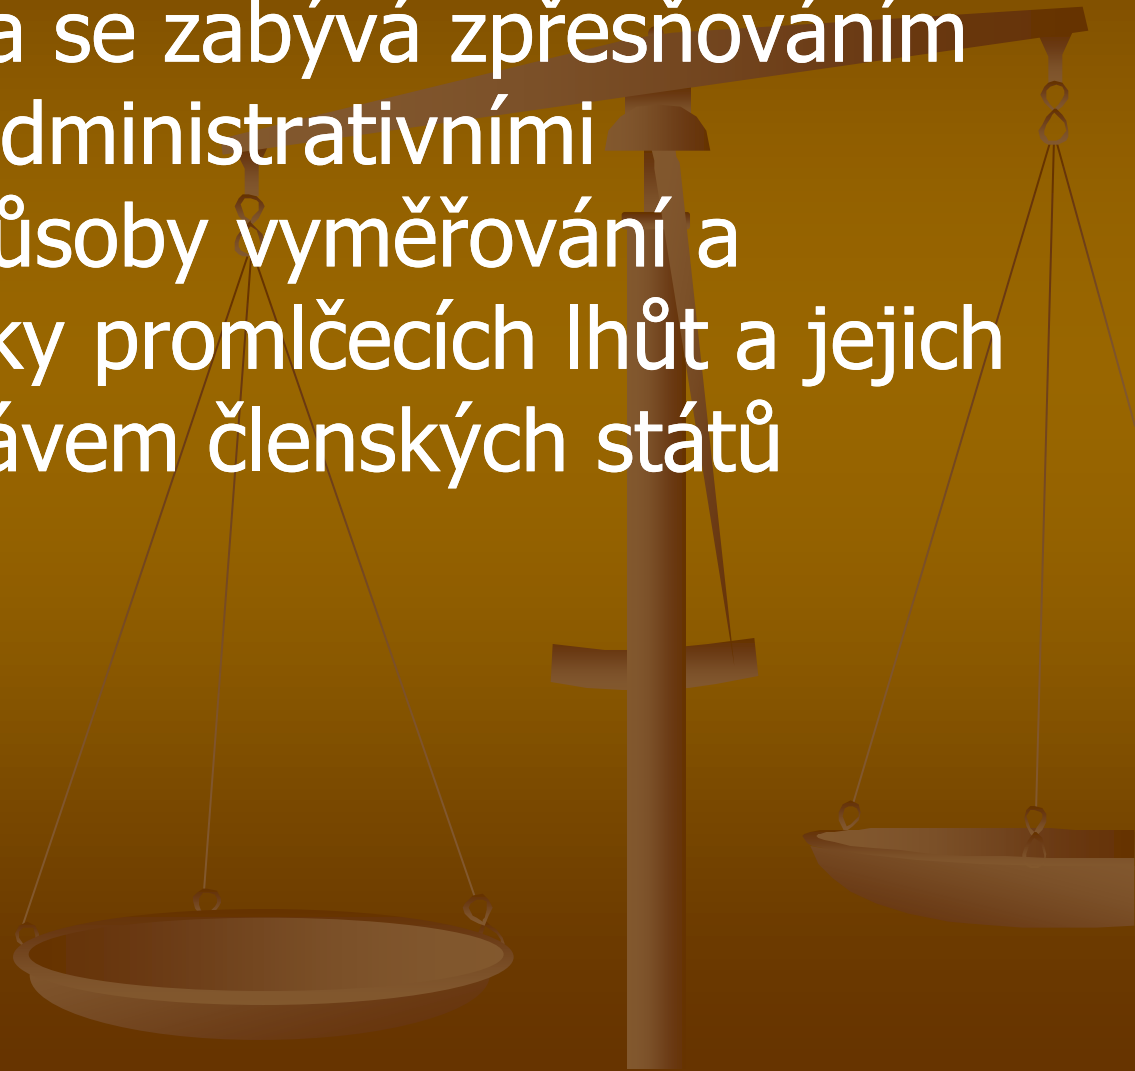 a se zabývá zpřesňováním
dministrativními
ůsoby vyměřování a
ky promlčecích lhůt a jejich
ávem členských států